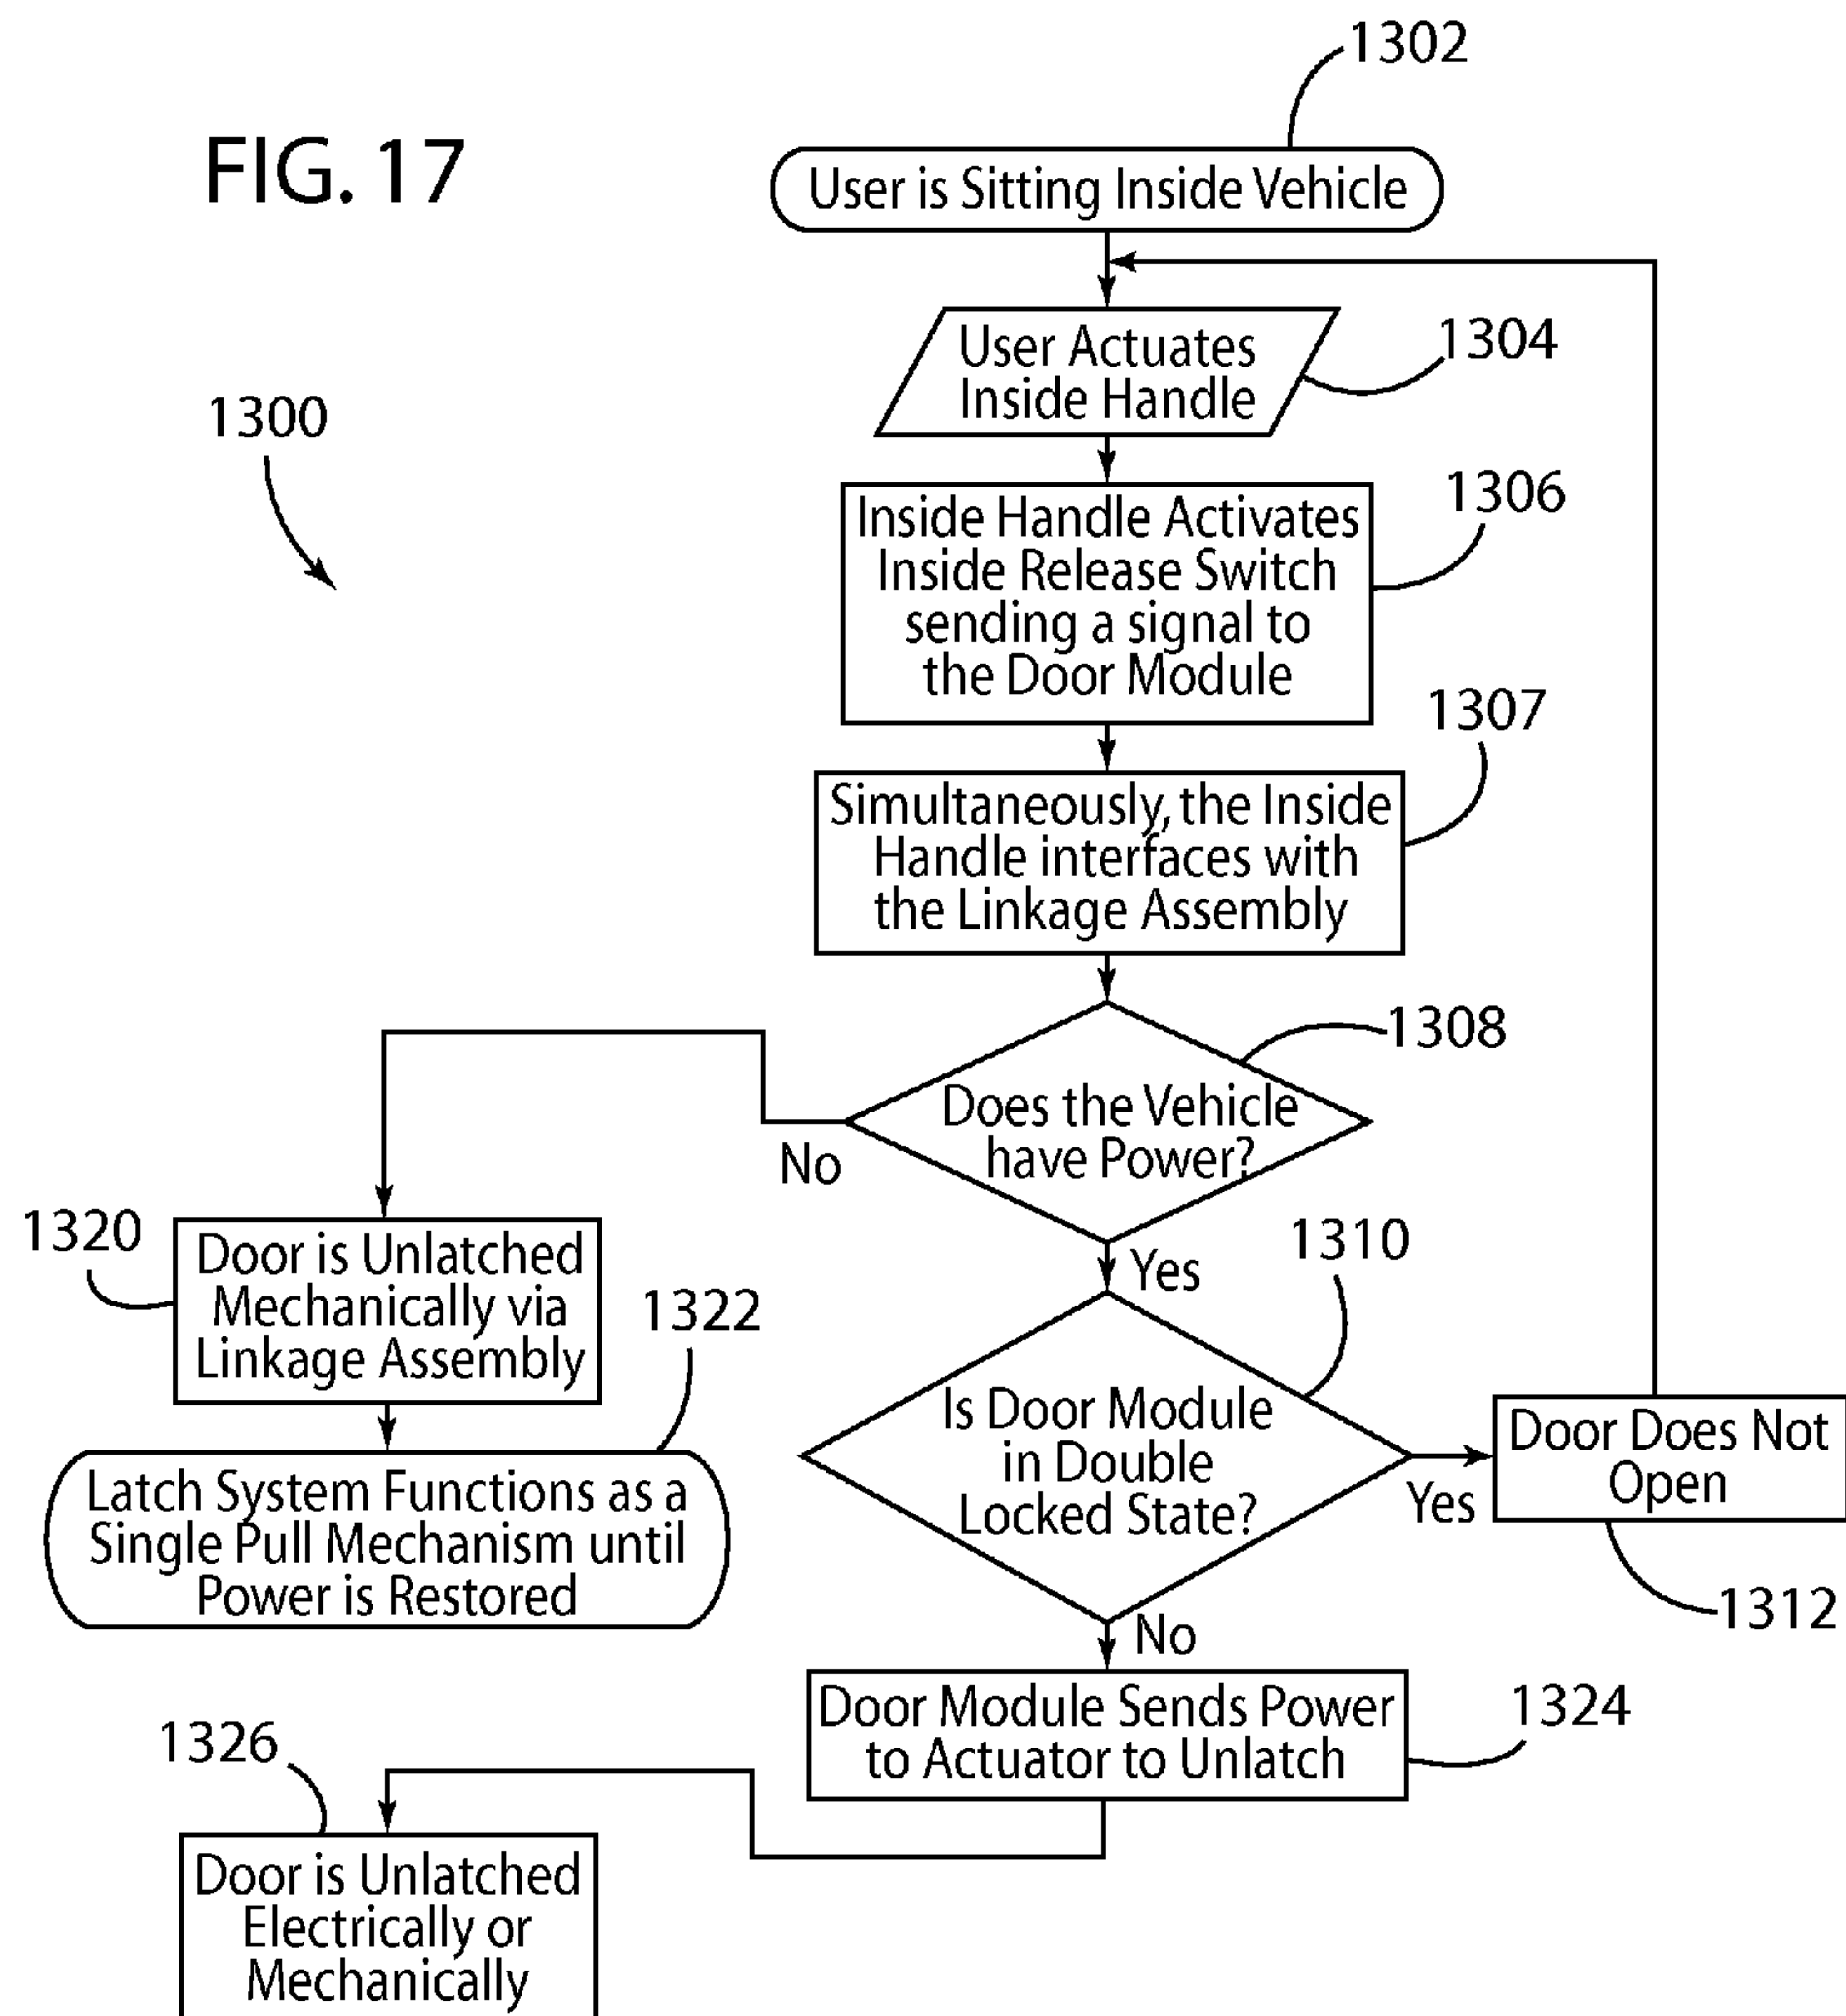 FIG. 17
1302
User is Sitting Inside Vehicle
1304
User Actuates
Inside Handle
1300
1306
Inside Handle Activates
Inside Release Switch
sending a signal to
the Door Module
1307
Simultaneously, the Inside
Handle interfaces with
the Linkage Assembly
1308
Does the Vehicle
have Power?
No
Yes
1320
Door is Unlatched
Mechanically via
Linkage Assembly
1322
Latch System Functions as a
Single Pull Mechanism until
Power is Restored
1310
Is Door Module
in Double
Locked State?
Yes
Door Does Not
Open
1312
No
Door Module Sends Power
to Actuator to Unlatch
1324
1326
Door is Unlatched
Electrically or
Mechanically